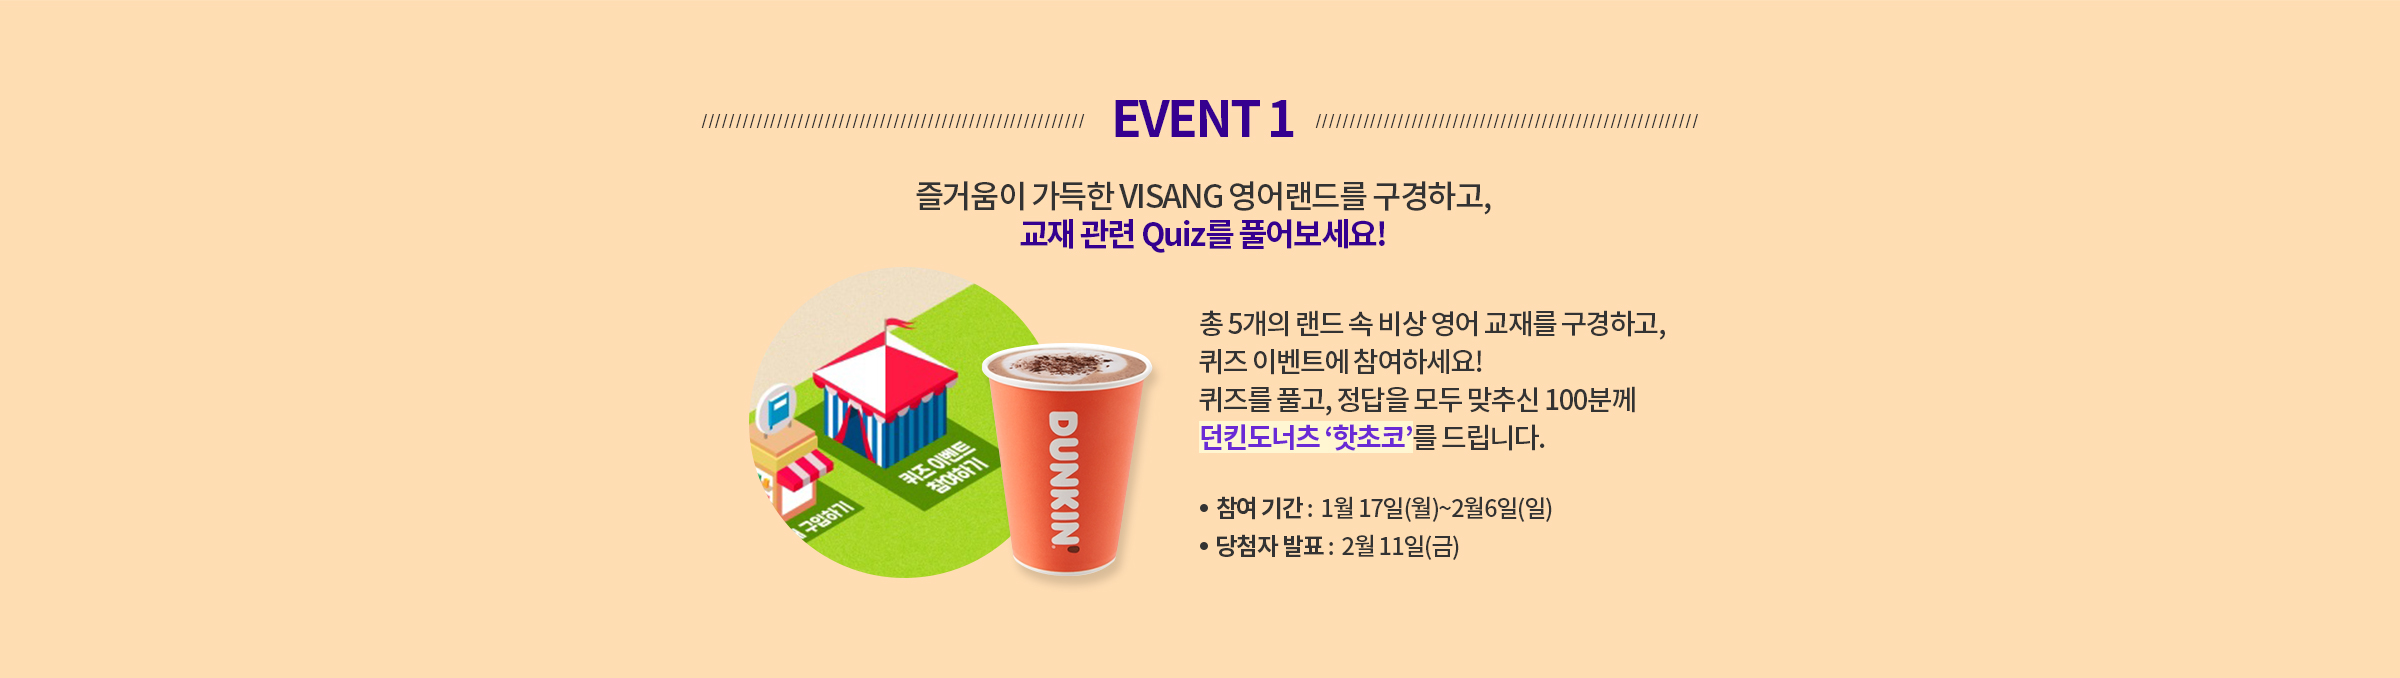 EVENT 1
즐거움이 가득한 VISANG 영어랜드를 구경하고,
교재 관련 Quiz를 풀어보세요!
퀴즈 이벤트
참여하기
구입하기
DUNKIN'
총 5개의 랜드 속 비상 영어 교재를 구경하고,
퀴즈 이벤트에 참여하세요!
퀴즈를 풀고, 정답을 모두 맞추신 100분께
던킨도너츠 ‘핫초코’를 드립니다.
• 참여 기간 : 1월 17일(월)~2월6일(일)
• 당첨자 발표 : 2월 11일(금)